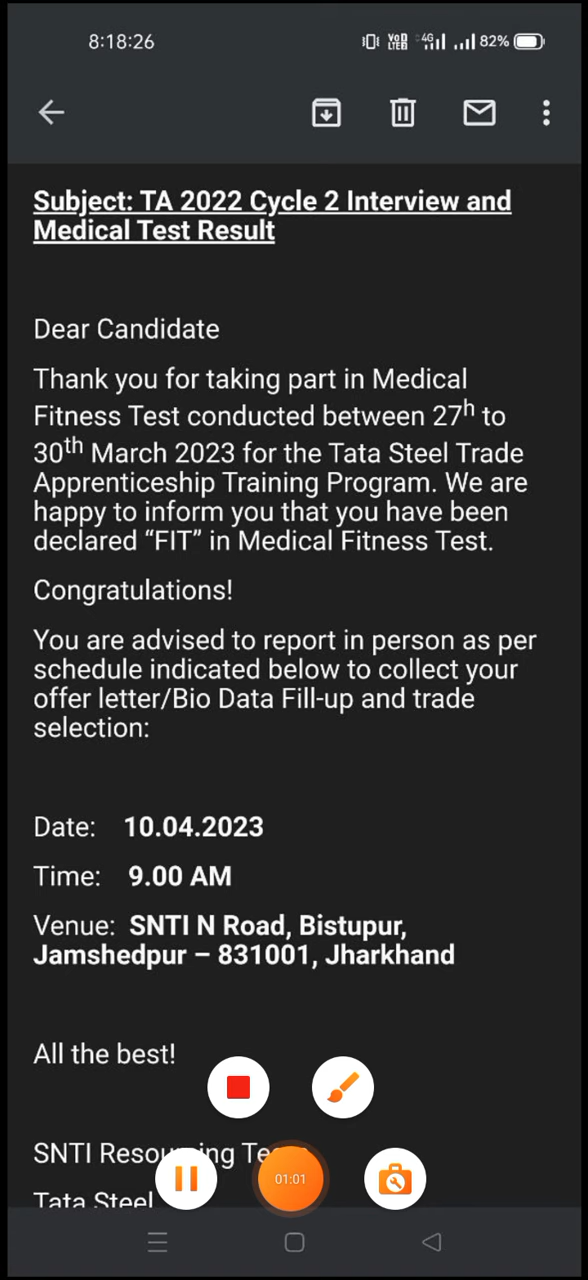 8:18:26
VoD LTE 4G 82%
Subject: TA 2022 Cycle 2 Interview and
Medical Test Result
Dear Candidate
Thank you for taking part in Medical
Fitness Test conducted between 27h to
30th March 2023 for the Tata Steel Trade
Apprenticeship Training Program. We are
happy to inform you that you have been
declared “FIT” in Medical Fitness Test.
Congratulations!
You are advised to report in person as per
schedule indicated below to collect your
offer letter/Bio Data Fill-up and trade
selection:
Date: 10.04.2023
Time: 9.00 AM
Venue: SNTI N Road, Bistupur,
Jamshedpur – 831001, Jharkhand
All the best!
SNTI
01:01
Tata Steel